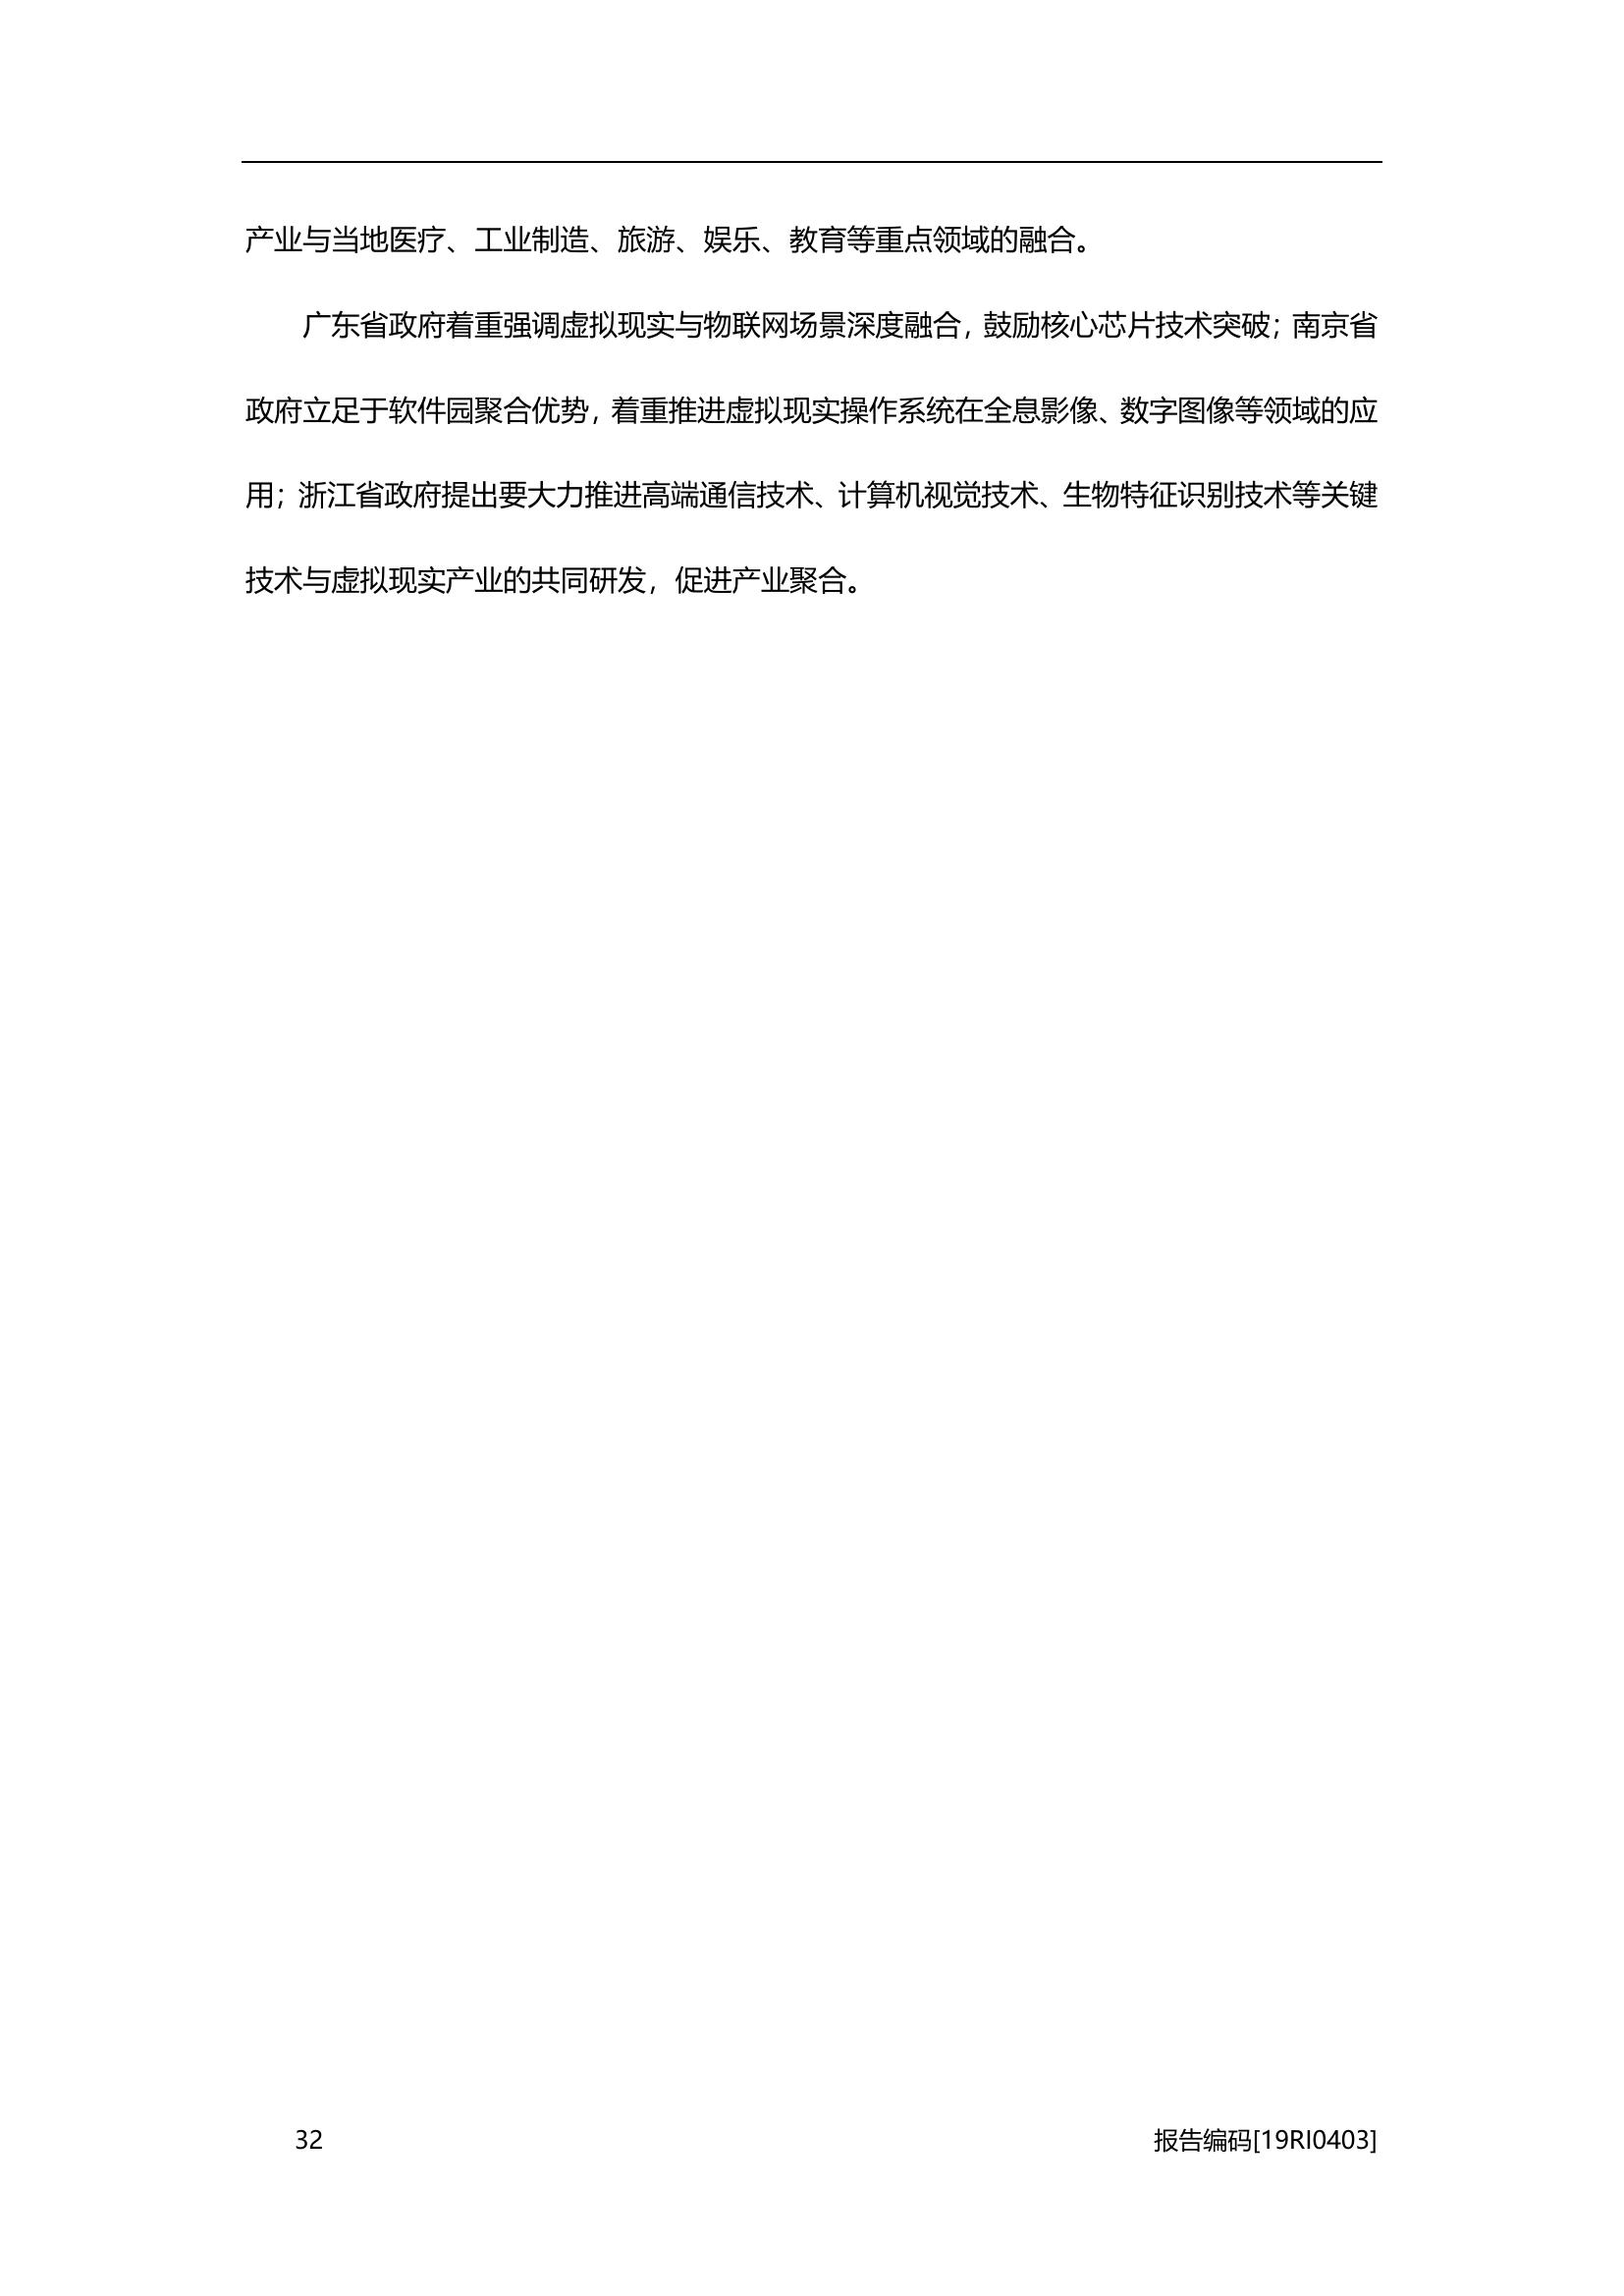 产业与当地医疗、工业制造、旅游、娱乐、教育等重点领域的融合。
广东省政府着重强调虚拟现实与物联网场景深度融合，鼓励核心芯片技术突破；南京省
政府立足于软件园聚合优势，着重推进虚拟现实操作系统在全息影像、数字图像等领域的应
用；浙江省政府提出要大力推进高端通信技术、计算机视觉技术、生物特征识别技术等关键
技术与虚拟现实产业的共同研发，促进产业聚合。
32 报告编码[19RI0403]